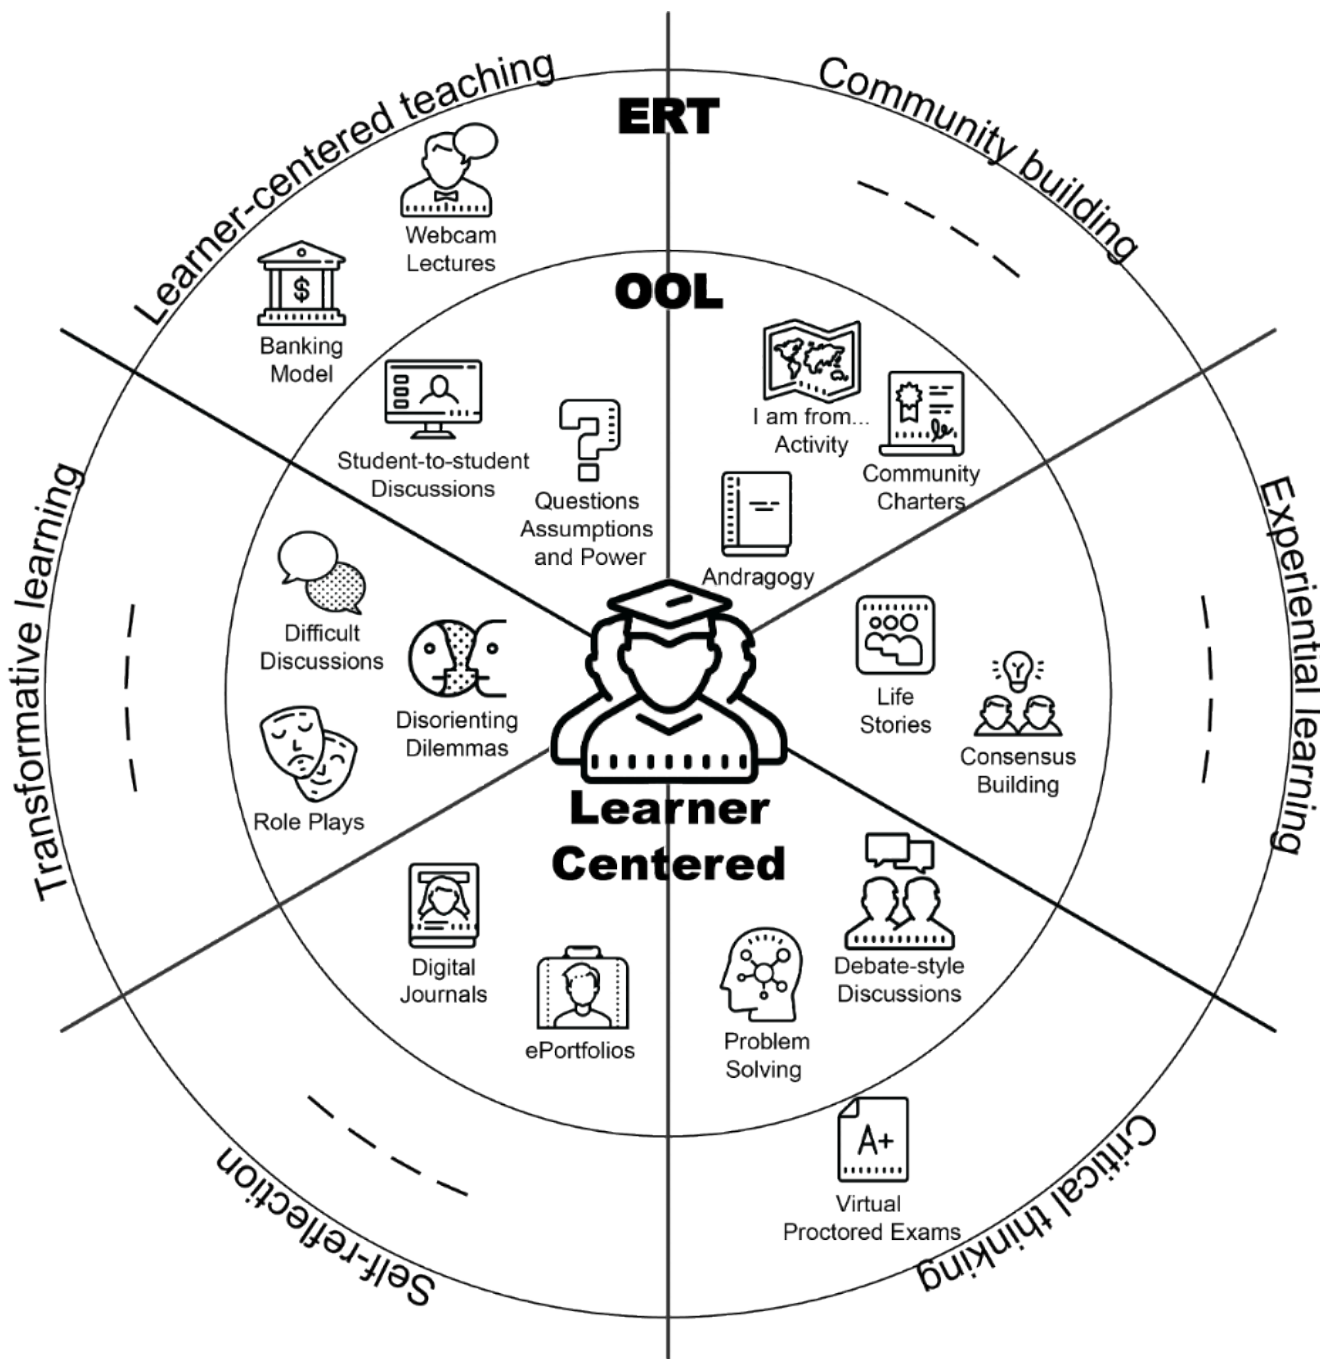 Learner-centered teaching
Community building
Experiential learning
Critical thinking
Self-reflection
Transformative learning
ERT
OOL
Webcam
Lectures
$
Banking
Model
Student-to-student
Discussions
Questions
Assumptions
and Power
I am from...
Activity
Community
Charters
Andragogy
Life
Stories
Consensus
Building
Debate-style
Discussions
Problem
Solving
A+
Virtual
Proctored Exams
Digital
Journals
ePortfolios
Difficult
Discussions
Disorienting
Dilemmas
Role Plays
Learner
Centered